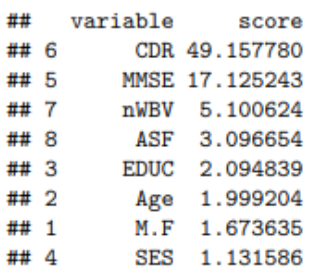 ##   variable     score
## 6      CDR 49.157780
## 5     MMSE 17.125243
## 7     nWBV  5.100624
## 8      ASF  3.096654
## 3     EDUC  2.094839
## 2      Age  1.999204
## 1      M.F  1.673635
## 4      SES  1.131586